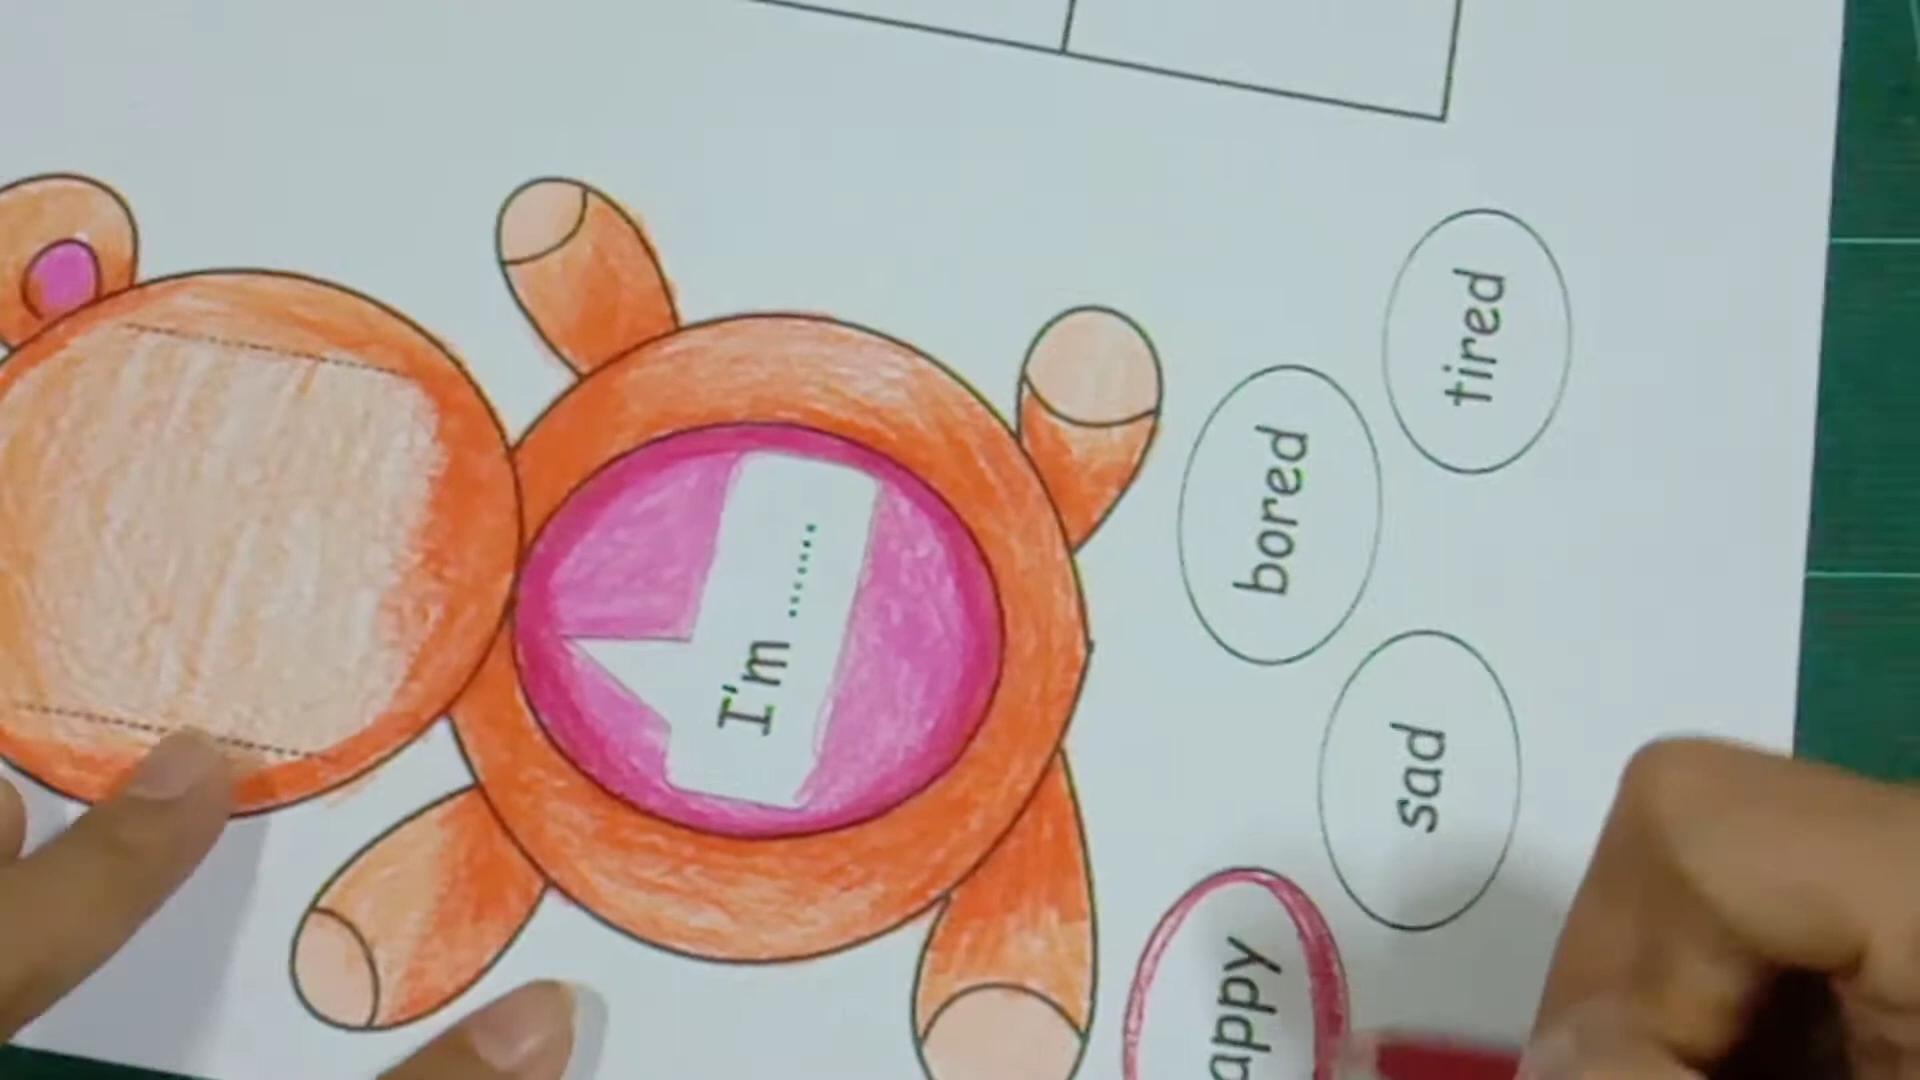 I'm .......
tired
bored
sad
appy